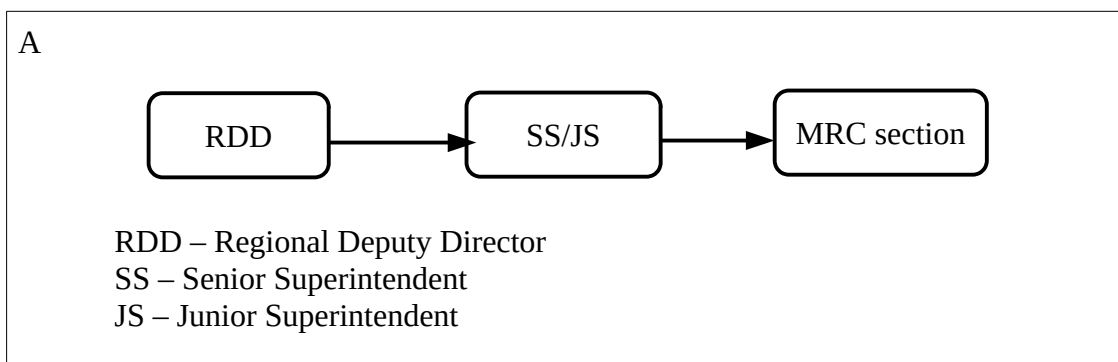 A
RDD
SS/JS
MRC section
RDD – Regional Deputy Director
SS – Senior Superintendent
JS – Junior Superintendent